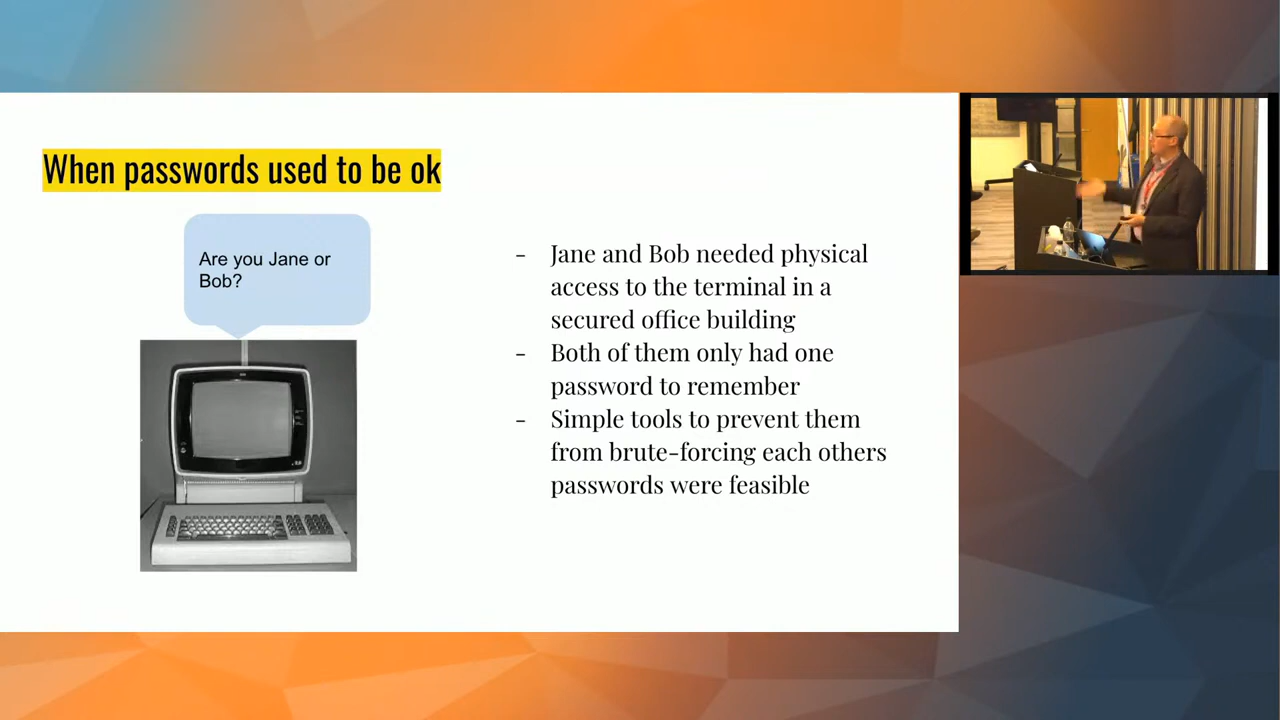 When passwords used to be ok
Are you Jane or
Bob?
- Jane and Bob needed physical
access to the terminal in a
secured office building
- Both of them only had one
password to remember
- Simple tools to prevent them
from brute-forcing each others
passwords were feasible